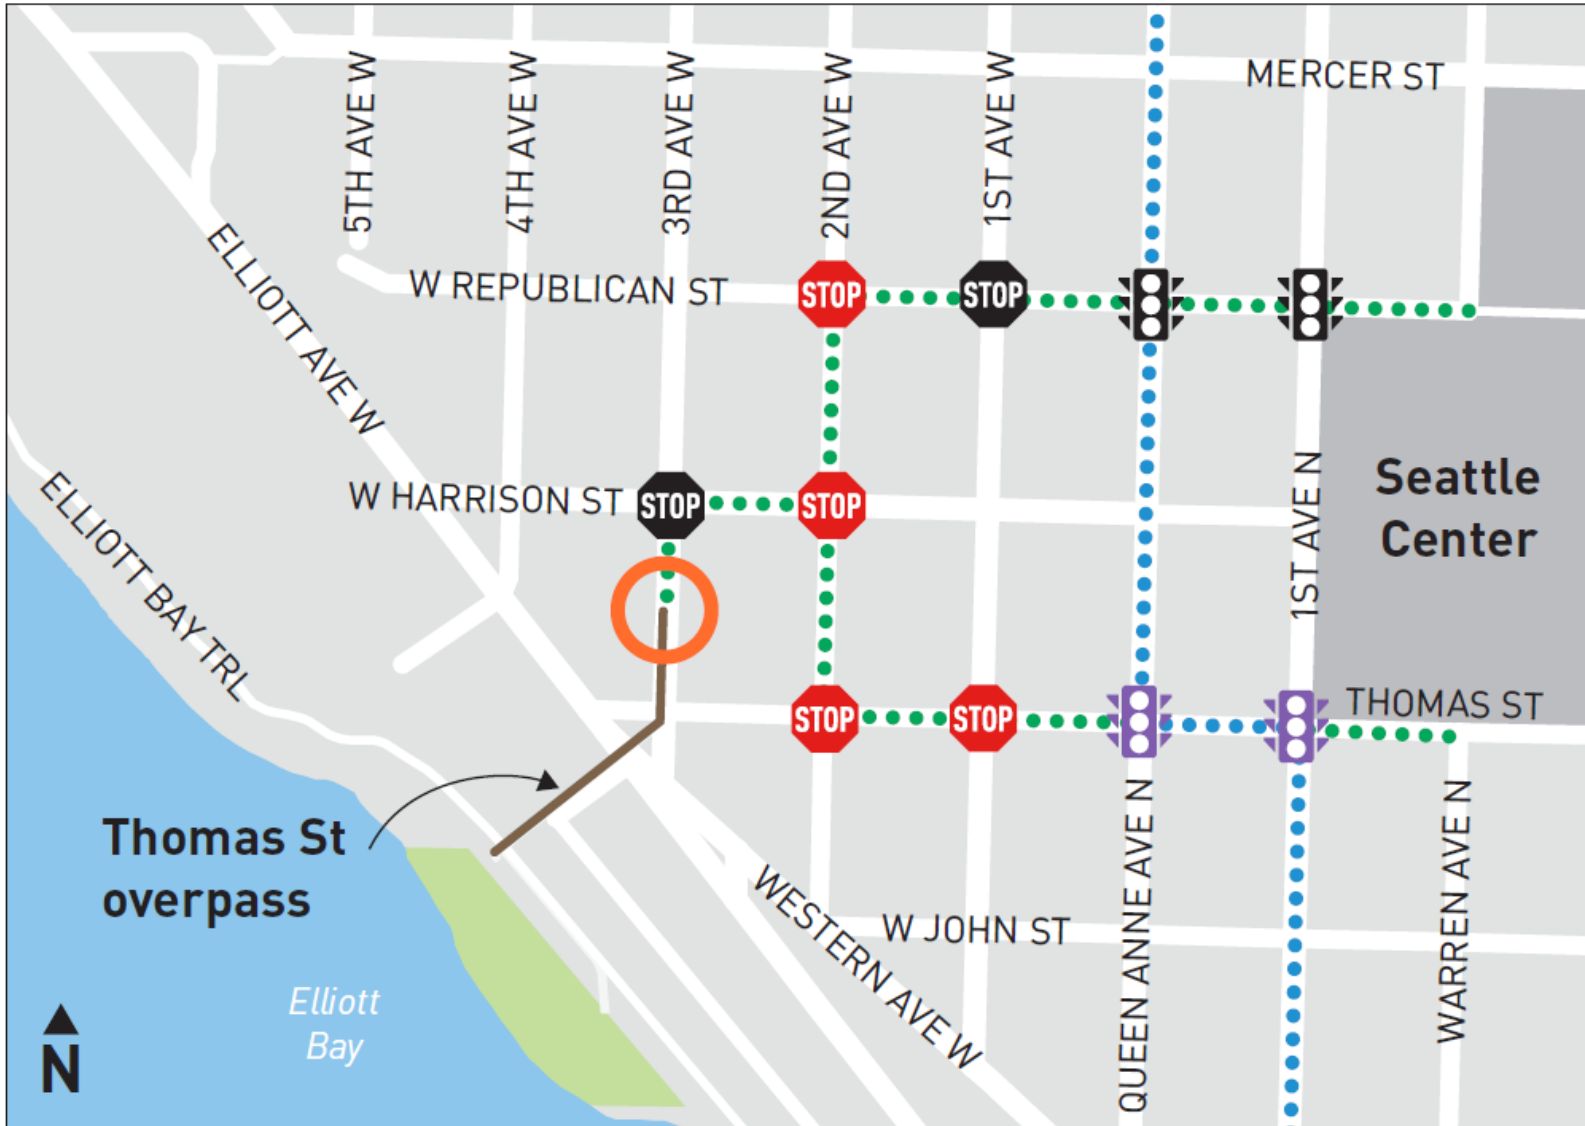 MERCER ST
5TH AVE W
4TH AVE W
3RD AVE W
2ND AVE W
1ST AVE W
ELLIOTT AVE W
W REPUBLICAN ST
STOP
STOP
Seattle
Center
W HARRISON ST
STOP
STOP
1ST AVE N
ELLIOTT BAY TRL
THOMAS ST
STOP
STOP
Thomas St
overpass
QUEEN ANNE AVE N
WARREN AVE N
WESTERN AVE W
W JOHN ST
Elliott
Bay
N